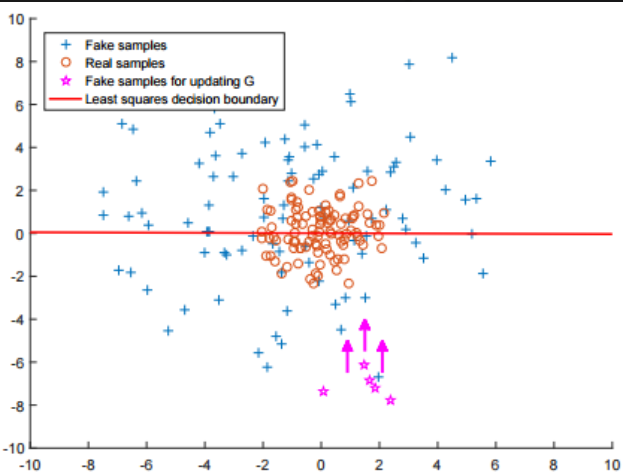 10
8
6
4
2
0
-2
-4
-6
-8
-10
Fake samples
Real samples
Fake samples for updating G
Least squares decision boundary
-10 -8 -6 -4 -2 0 2 4 6 8 10